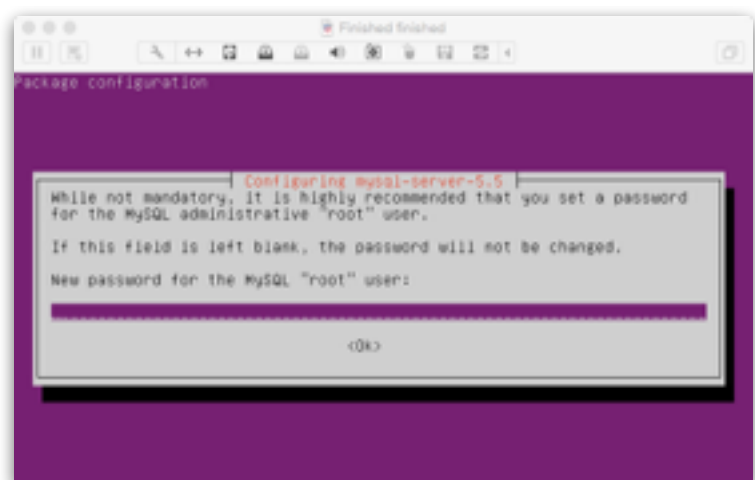 Finished finished
Package configuration
Configuring mysql-server-5.5
While not mandatory, it is highly recommended that you set a password
for the MySQL administrative "root" user.
If this field is left blank, the password will not be changed.
New password for the MySQL "root" user:
<Ok>